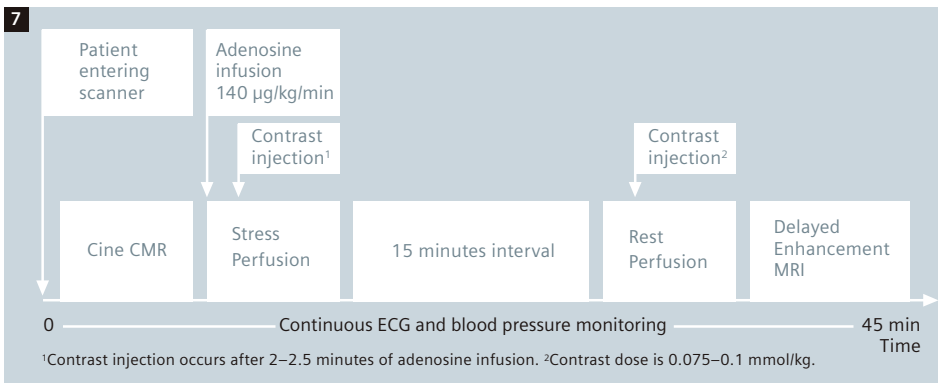 7
Patient
entering
scanner
Adenosine
infusion
140 µg/kg/min
Contrast
injection¹
Contrast
injection²
Cine CMR
Stress
Perfusion
15 minutes interval
Rest
Perfusion
Delayed
Enhancement
MRI
0 Continuous ECG and blood pressure monitoring 45 min
Time
¹Contrast injection occurs after 2–2.5 minutes of adenosine infusion. ²Contrast dose is 0.075–0.1 mmol/kg.